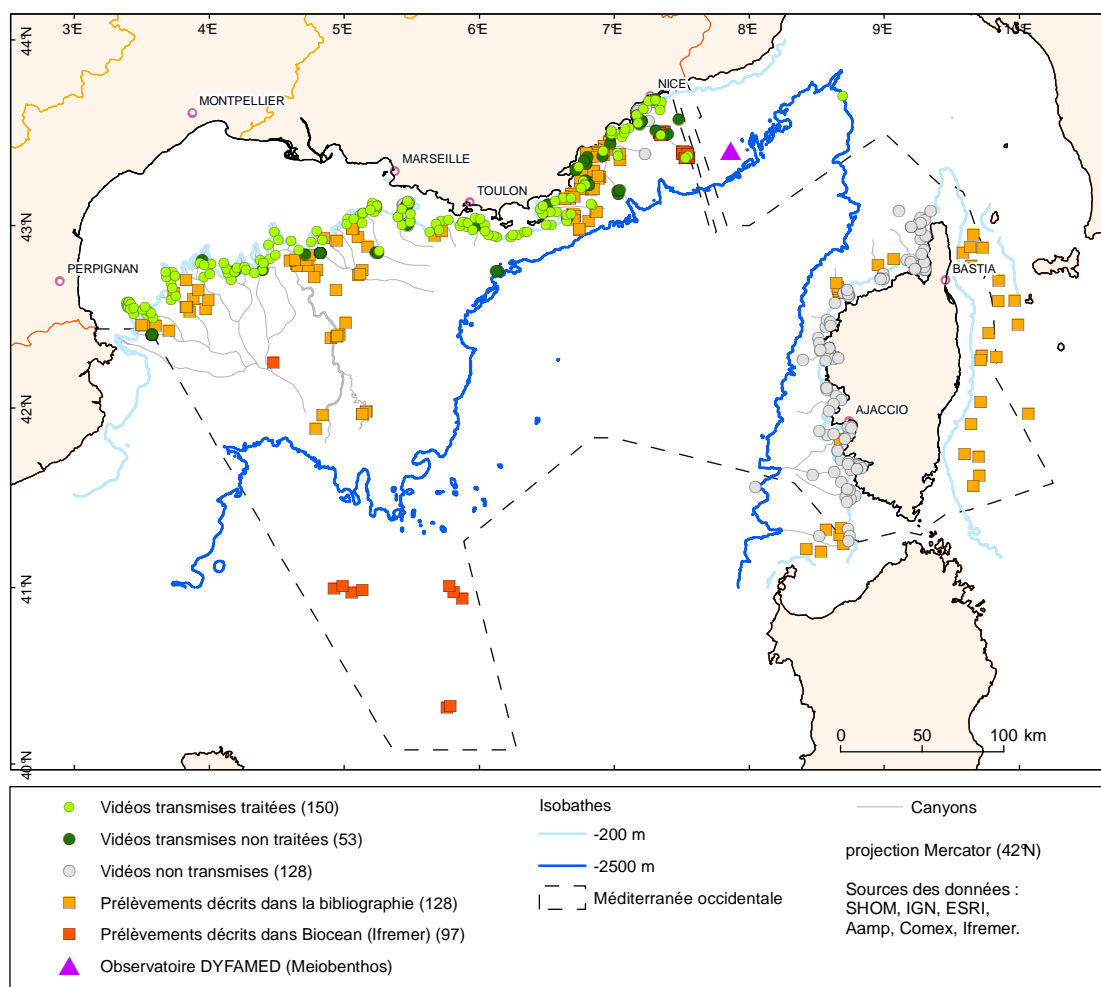 3°E 4°E 5°E 6°E 7°E 8°E 9°E 10°E
44°N
NICE
MONTPELLIER
MARSEILLE
TOULON
43°N
PERPIGNAN
BASTIA
42°N
AJACCIO
41°N
0 50 100 km
40°N
Vidéos transmises traitées (150)
Vidéos transmises non traitées (53)
Vidéos non transmises (128)
Prélèvements décrits dans la bibliographie (128)
Prélèvements décrits dans Biocean (Ifremer) (97)
Observatoire DYFAMED (Meiobenthos)
Isobathes
-200 m
-2500 m
Méditerranée occidentale
Canyons
projection Mercator (42°N)
Sources des données :
SHOM, IGN, ESRI,
Aamp, Comex, Ifremer.